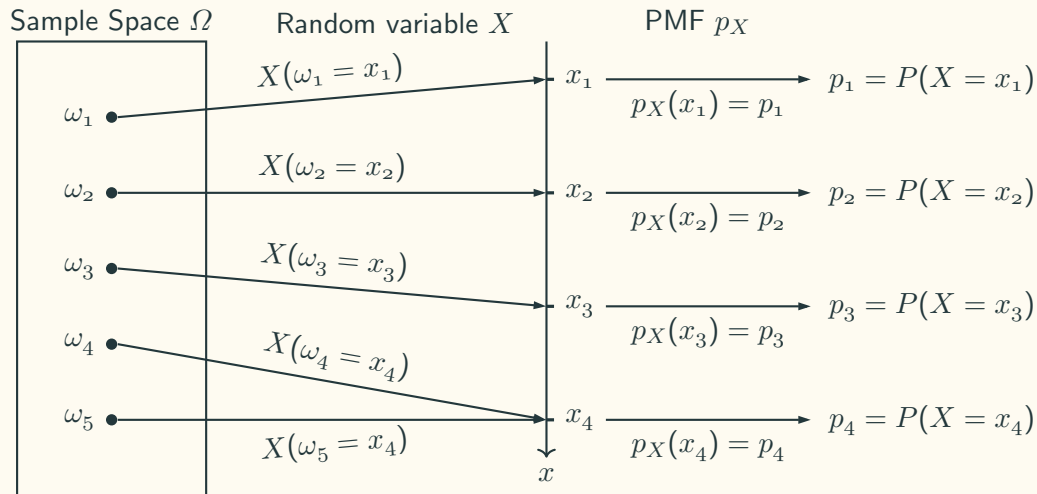 Sample Space Ω
Random variable X
PMF p_X
ω₁
X(ω₁ = x₁)
x₁
p_X(x₁) = p₁
p₁ = P(X = x₁)
ω₂
X(ω₂ = x₂)
x₂
p_X(x₂) = p₂
p₂ = P(X = x₂)
ω₃
X(ω₃ = x₃)
x₃
p_X(x₃) = p₃
p₃ = P(X = x₃)
ω₄
X(ω₄ = x₄)
ω₅
X(ω₅ = x₄)
x₄
p_X(x₄) = p₄
p₄ = P(X = x₄)
x